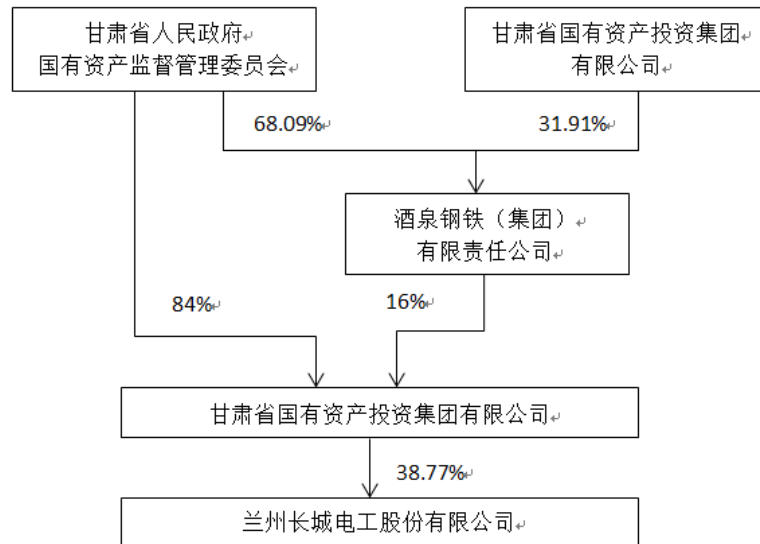 甘肃省人民政府
国有资产监督管理委员会
甘肃省国有资产投资集团
有限公司
68.09%
31.91%
酒泉钢铁（集团）
有限责任公司
84%
16%
甘肃省国有资产投资集团有限公司
38.77%
兰州长城电工股份有限公司